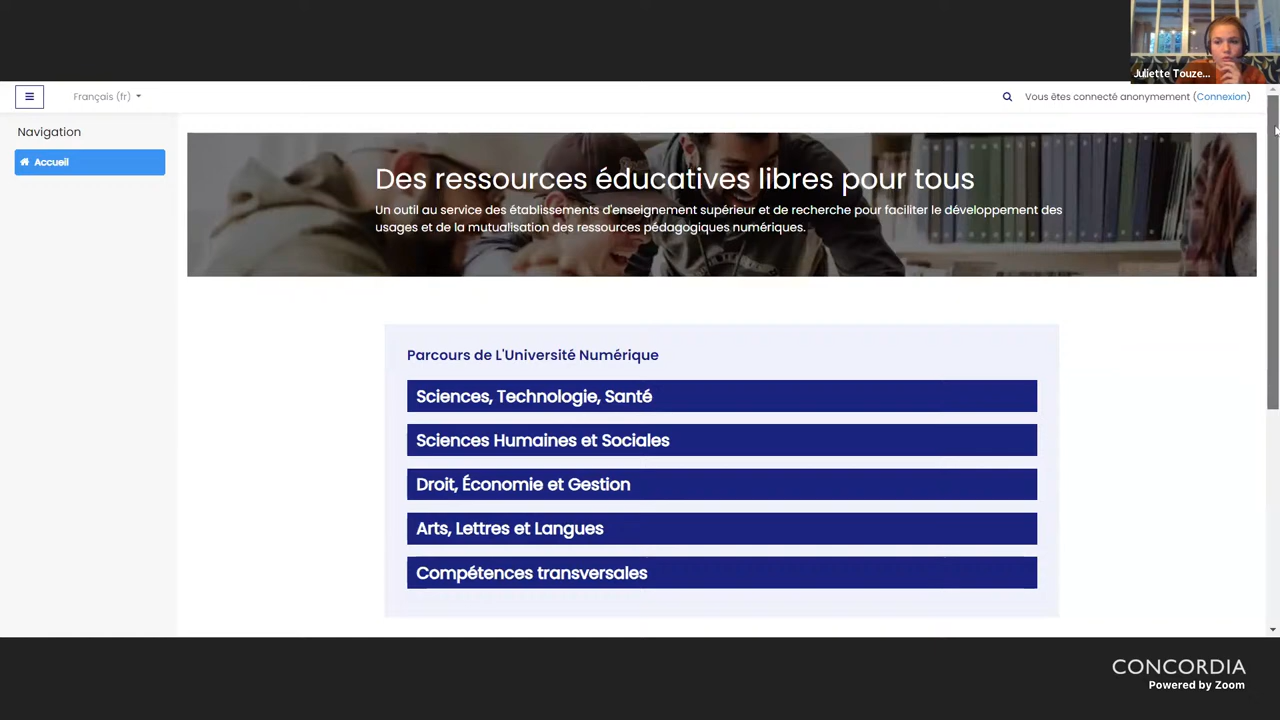 Juliette Touze...
Français (fr)
Vous êtes connecté anonymement (Connexion)
Navigation
Accueil
Des ressources éducatives libres pour tous
Un outil au service des établissements d'enseignement supérieur et de recherche pour faciliter le développement des
usages et de la mutualisation des ressources pédagogiques numériques.
Parcours de L'Université Numérique
Sciences, Technologie, Santé
Sciences Humaines et Sociales
Droit, Économie et Gestion
Arts, Lettres et Langues
Compétences transversales
CONCORDIA
Powered by Zoom